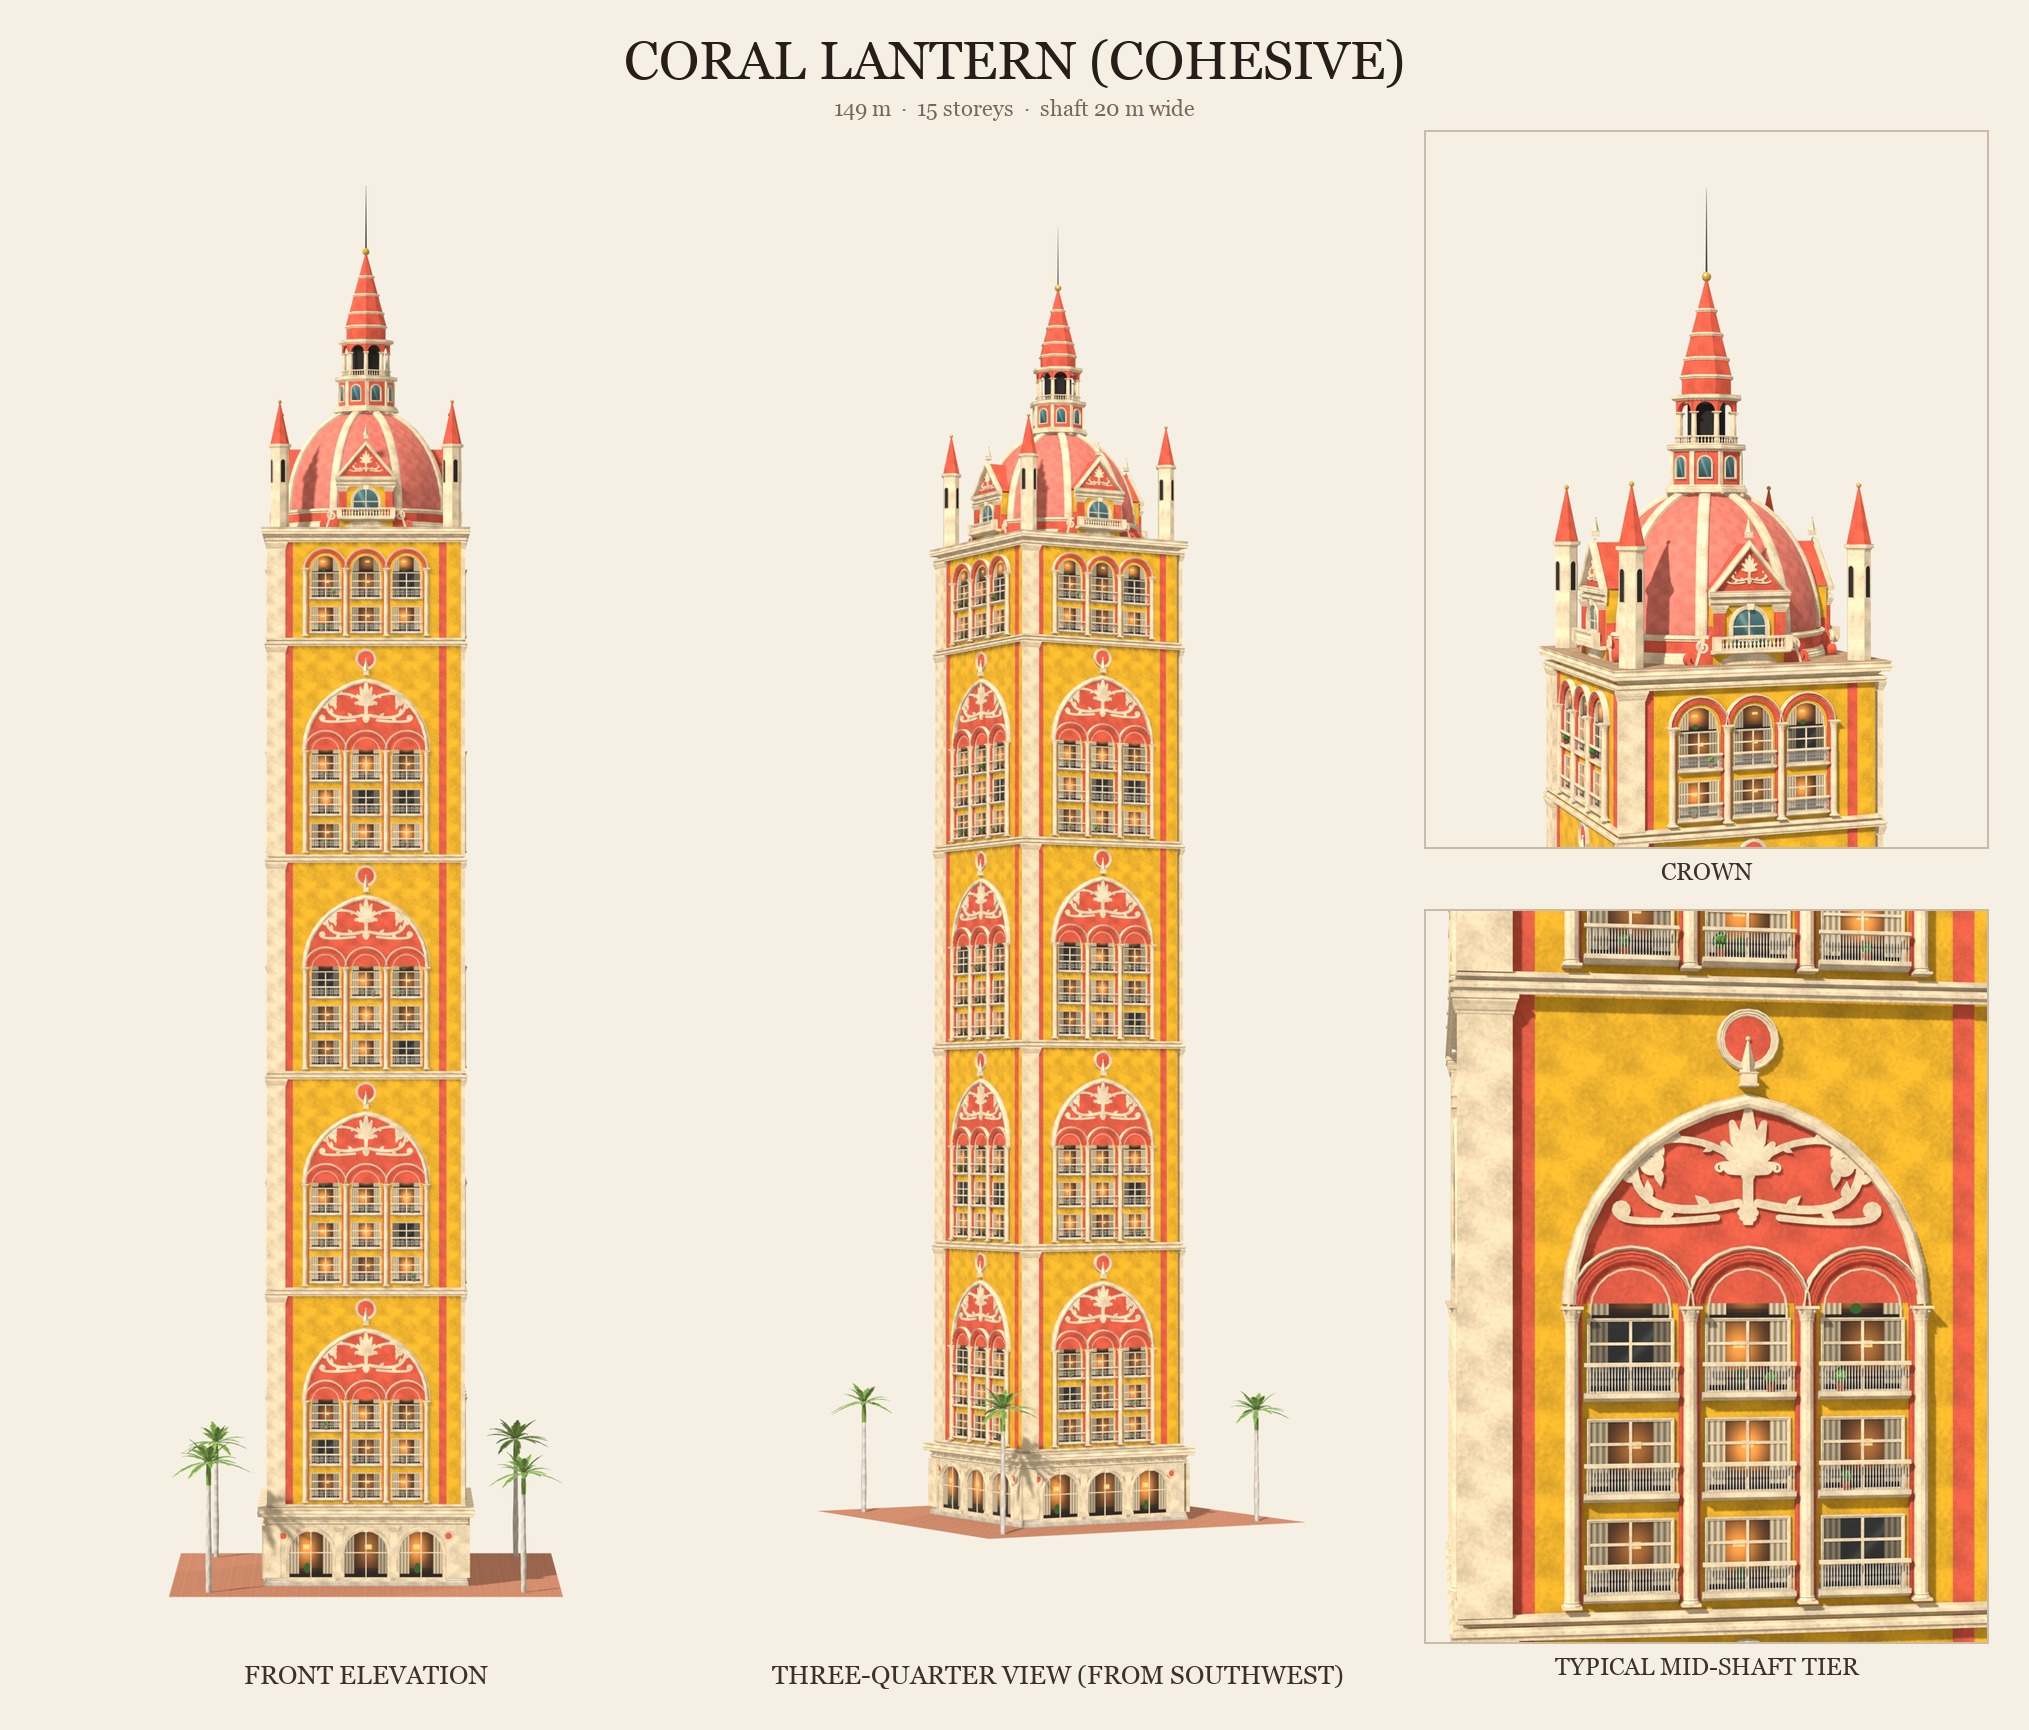 CORAL LANTERN (COHESIVE)
149 m · 15 storeys · shaft 20 m wide
CROWN
TYPICAL MID-SHAFT TIER
FRONT ELEVATION
THREE-QUARTER VIEW (FROM SOUTHWEST)